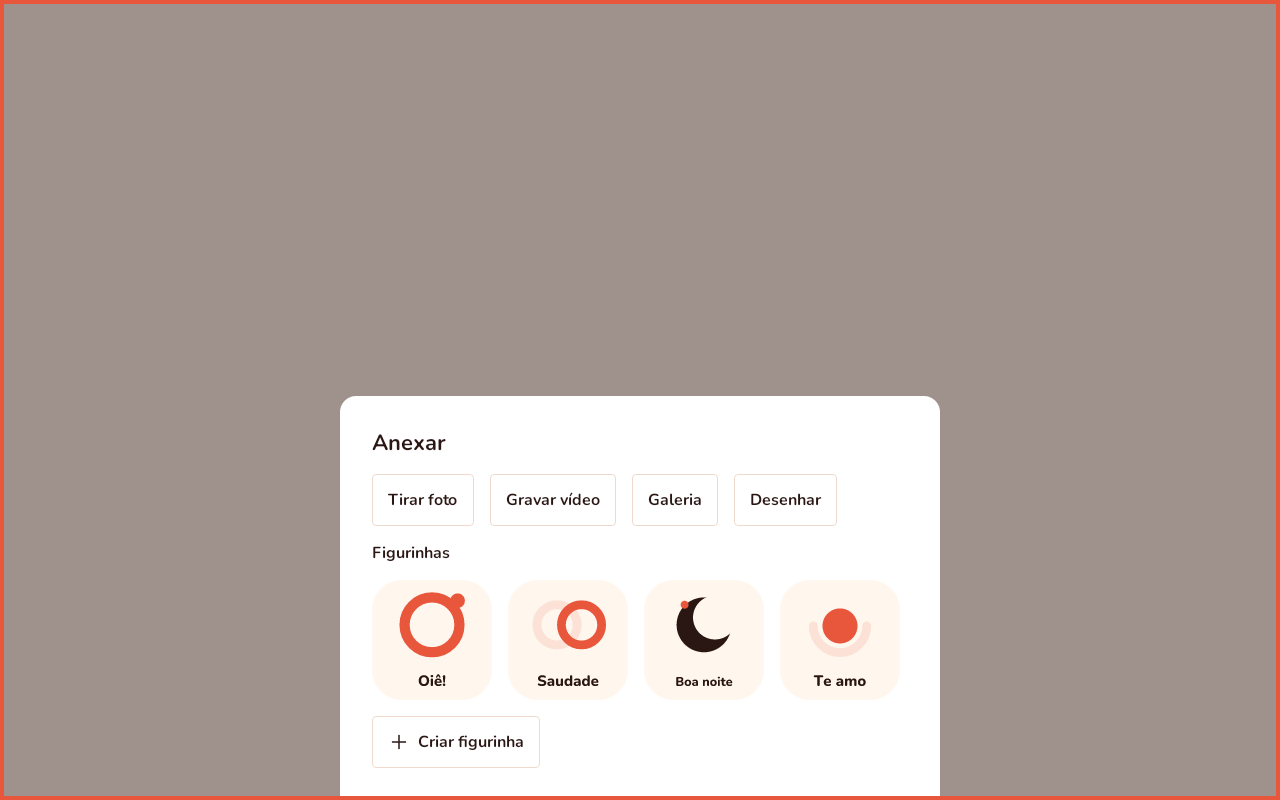 Anexar
Tirar foto Gravar vídeo Galeria Desenhar
Figurinhas
Oiê! Saudade Boa noite Te amo
Criar figurinha